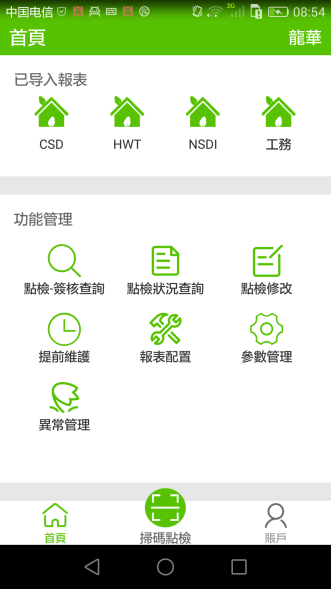 中国电信 2G 08:54
首頁 龍華
已导入報表
CSD HWT NSDI 工務
功能管理
點檢-簽核查詢 點檢狀況查詢 點檢修改
提前維護 報表配置 參數管理
異常管理
首頁 掃碼點檢 賬戶